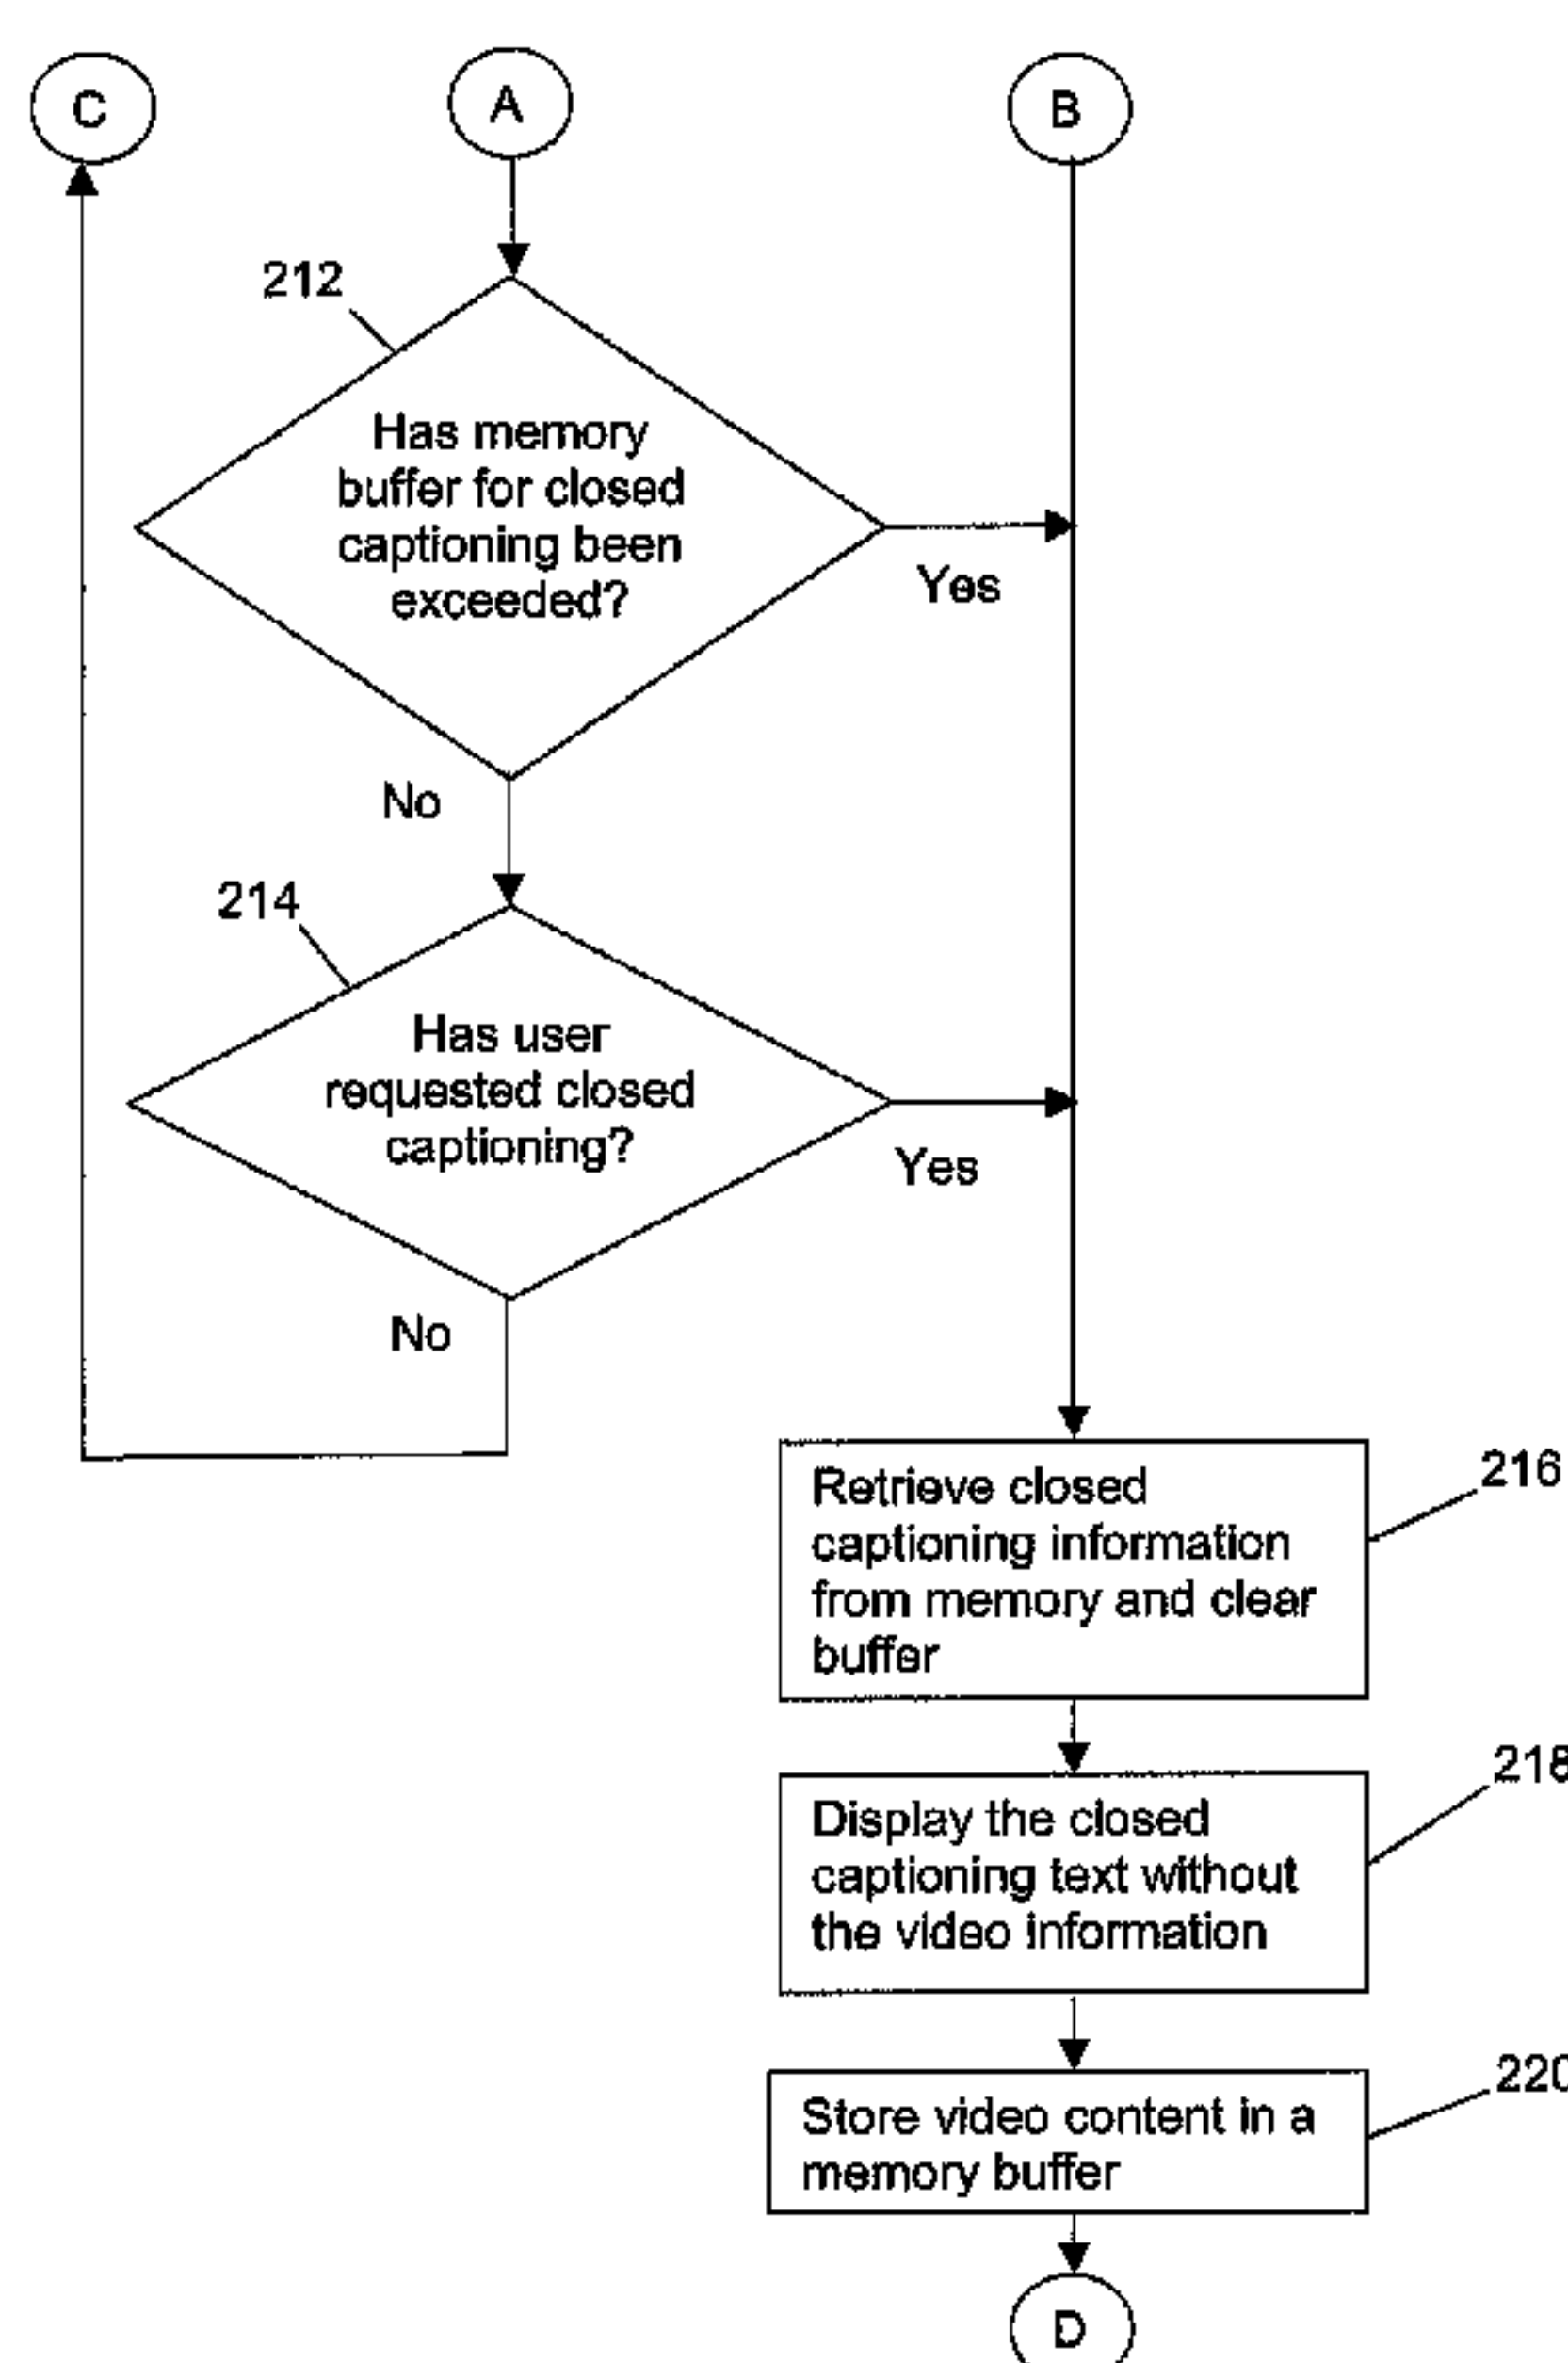 C
A
B
212
Has memory
buffer for closed
captioning been
exceeded?
Yes
No
214
Has user
requested closed
captioning?
Yes
No
Retrieve closed
captioning information
from memory and clear
buffer
216
Display the closed
captioning text without
the video information
218
Store video content in a
memory buffer
220
D